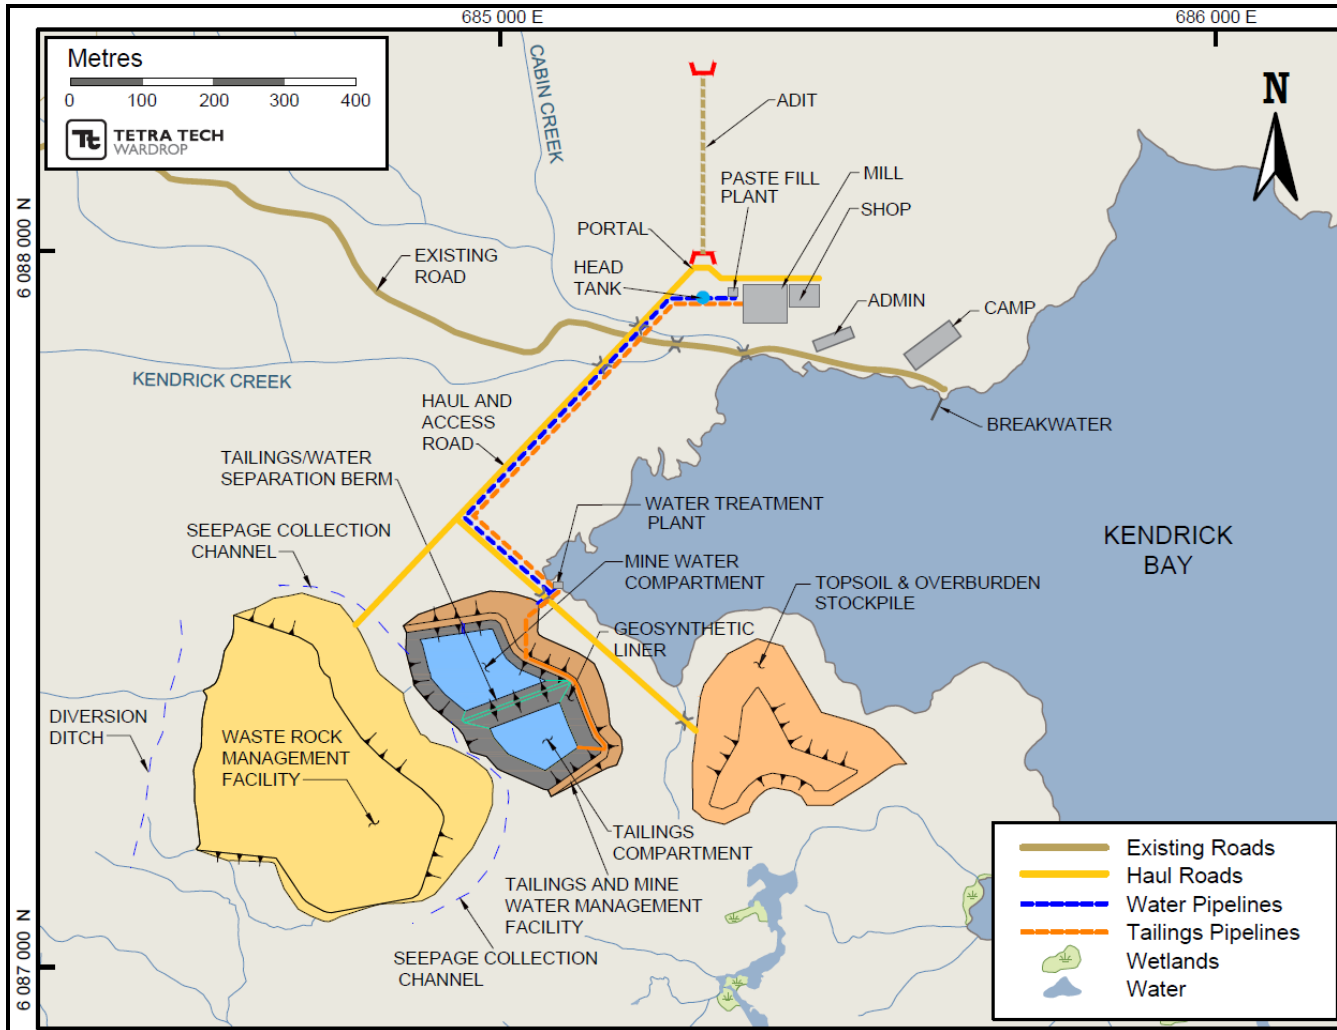 685 000 E
686 000 E
Metres
0 100 200 300 400
Tt
TETRA TECH
WARDROP
N
CABIN CREEK
ADIT
PASTE FILL
PLANT
MILL
SHOP
PORTAL
HEAD
TANK
EXISTING
ROAD
6 088 000 N
ADMIN
CAMP
KENDRICK CREEK
BREAKWATER
HAUL AND
ACCESS
ROAD
TAILINGS/WATER
SEPARATION BERM
WATER TREATMENT
PLANT
SEEPAGE COLLECTION
CHANNEL
MINE WATER
COMPARTMENT
KENDRICK
BAY
TOPSOIL & OVERBURDEN
STOCKPILE
GEOSYNTHETIC
LINER
DIVERSION
DITCH
WASTE ROCK
MANAGEMENT
FACILITY
TAILINGS
COMPARTMENT
TAILINGS AND MINE
WATER MANAGEMENT
FACILITY
SEEPAGE COLLECTION
CHANNEL
6 087 000 N
Existing Roads
Haul Roads
Water Pipelines
Tailings Pipelines
Wetlands
Water